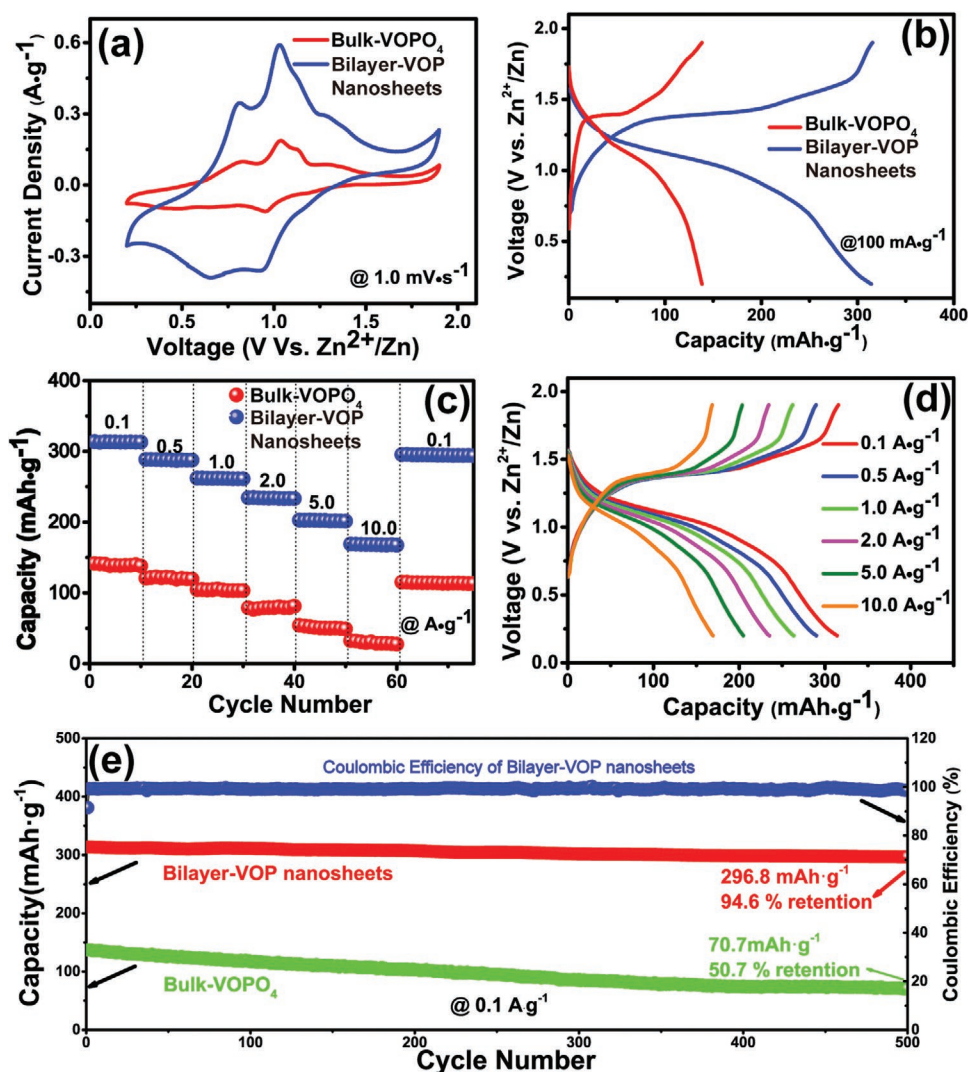 (a)
Bulk-VOPO₄
Bilayer-VOP
Nanosheets
@ 1.0 mV•s⁻¹
Current Density (A•g⁻¹)
0.6
0.3
0.0
-0.3
0.0 0.5 1.0 1.5 2.0
Voltage (V Vs. Zn²⁺/Zn)
(b)
Bulk-VOPO₄
Bilayer-VOP
Nanosheets
@100 mA•g⁻¹
Voltage (V vs. Zn²⁺/Zn)
2.0
1.5
1.0
0.5
0 100 200 300 400
Capacity (mAh•g⁻¹)
(c)
Bulk-VOPO₄
Bilayer-VOP
Nanosheets
0.1 0.5 1.0 2.0 5.0 10.0 0.1
@ A•g⁻¹
Capacity (mAh•g⁻¹)
400
300
200
100
0
0 20 40 60
Cycle Number
(d)
0.1 A•g⁻¹
0.5 A•g⁻¹
1.0 A•g⁻¹
2.0 A•g⁻¹
5.0 A•g⁻¹
10.0 A•g⁻¹
Voltage (V vs. Zn²⁺/Zn)
2.0
1.5
1.0
0.5
0.0
0 100 200 300 400
Capacity (mAh•g⁻¹)
(e)
Coulombic Efficiency of Bilayer-VOP nanosheets
Bilayer-VOP nanosheets
296.8 mAh·g⁻¹
94.6 % retention
70.7mAh·g⁻¹
50.7 % retention
Bulk-VOPO₄
@ 0.1 A·g⁻¹
Capacity(mAh·g⁻¹)
500
400
300
200
100
0
Coulombic Efficiency (%)
120
100
80
60
40
20
0
0 100 200 300 400 500
Cycle Number